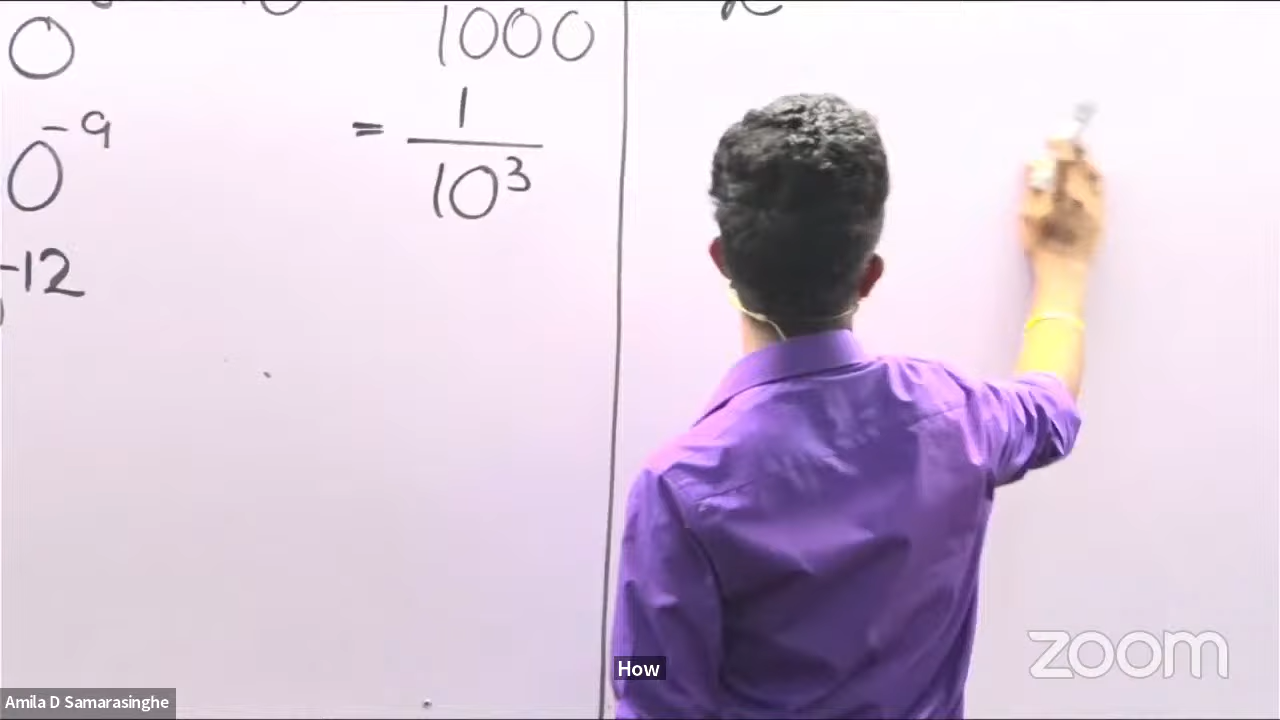 0
0⁻⁹
-12
1000
= 1
10³
How
Amila D Samarasinghe
zoom